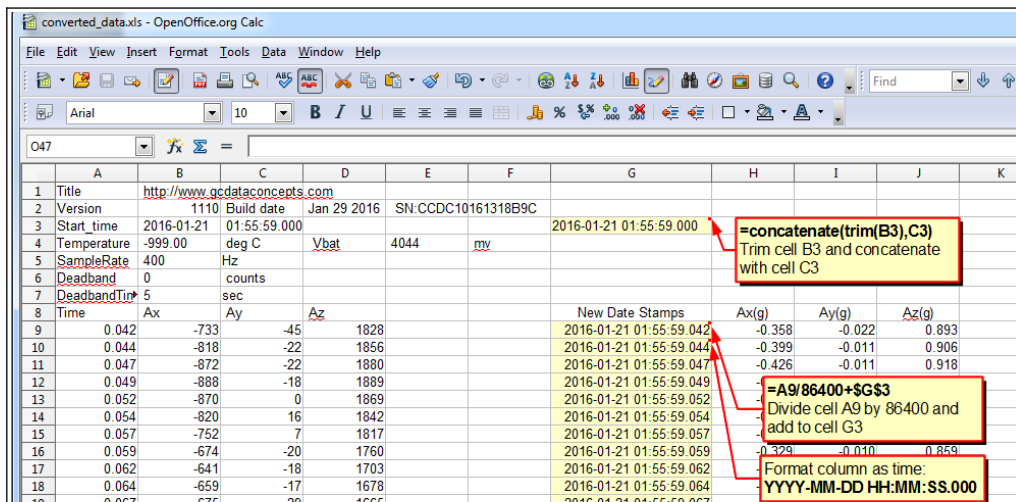 converted_data.xls - OpenOffice.org Calc
File Edit View Insert Format Tools Data Window Help
Find
Arial 10
O47
A B C D E F G H I J K
1 Title http://www.gcdataconcepts.com
2 Version 1110 Build date Jan 29 2016 SN:CCDC10161318B9C
3 Start_time 2016-01-21 01:55:59.000 2016-01-21 01:55:59.000
4 Temperature -999.00 deg C Vbat 4044 mv
5 SampleRate 400 Hz
6 Deadband 0 counts
7 DeadbandTim 5 sec
8 Time Ax Ay Az New Date Stamps Ax(g) Ay(g) Az(g)
9 0.042 -733 -45 1828 2016-01-21 01:55:59.042 -0.358 -0.022 0.893
10 0.044 -818 -22 1856 2016-01-21 01:55:59.044 -0.399 -0.011 0.906
11 0.047 -872 -22 1880 2016-01-21 01:55:59.047 -0.426 -0.011 0.918
12 0.049 -888 -18 1889 2016-01-21 01:55:59.049
13 0.052 -870 0 1869 2016-01-21 01:55:59.052
14 0.054 -820 16 1842 2016-01-21 01:55:59.054
15 0.057 -752 7 1817 2016-01-21 01:55:59.057
16 0.059 -674 -20 1760 2016-01-21 01:55:59.059 -0.329 -0.010 0.859
17 0.062 -641 -18 1703 2016-01-21 01:55:59.062
18 0.064 -659 -17 1678 2016-01-21 01:55:59.064
=concatenate(trim(B3),C3)
Trim cell B3 and concatenate
with cell C3
=A9/86400+$G$3
Divide cell A9 by 86400 and
add to cell G3
Format column as time:
YYYY-MM-DD HH:MM:SS.000